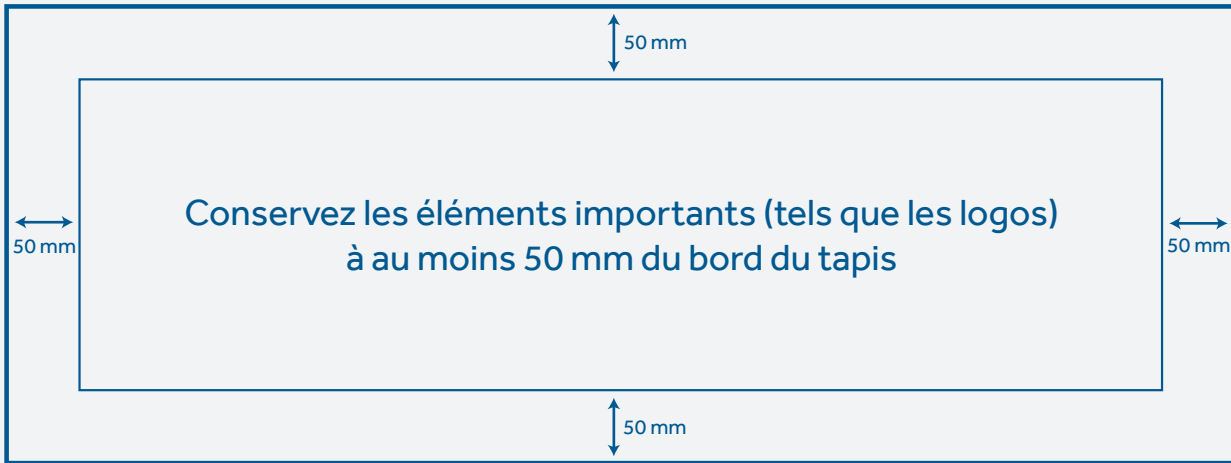 50 mm
Conservez les éléments importants (tels que les logos)
à au moins 50 mm du bord du tapis
50 mm
50 mm
50 mm